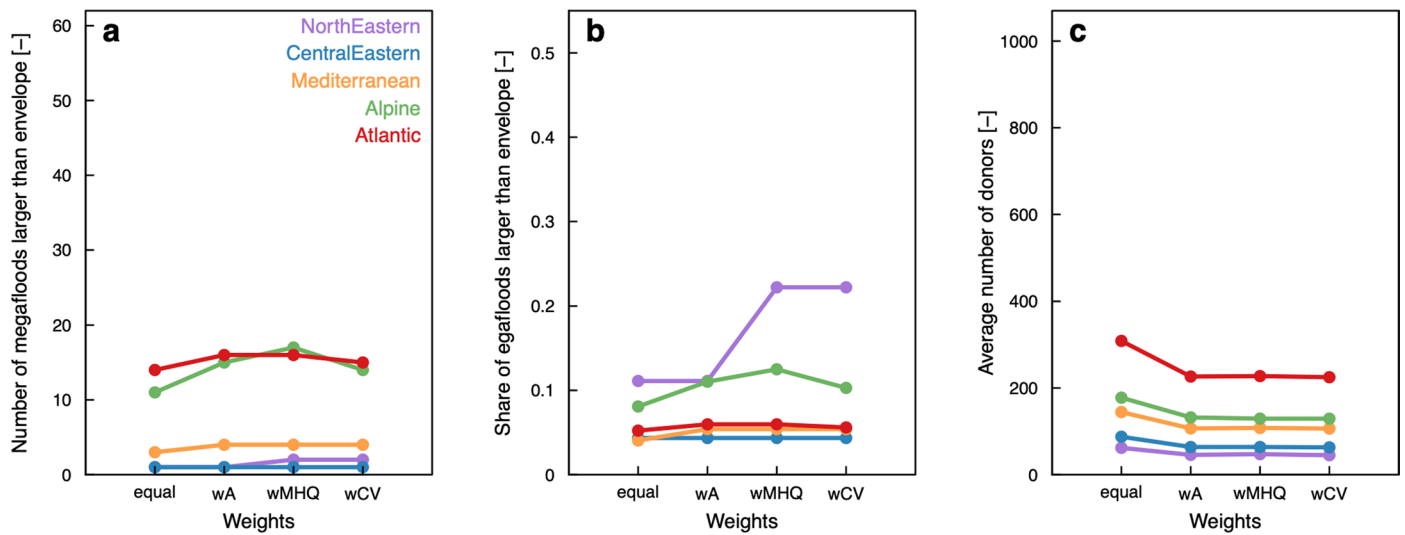 a
NorthEastern
CentralEastern
Mediterranean
Alpine
Atlantic
Number of megafloods larger than envelope [–]
60
50
40
30
20
10
0
equal wA wMHQ wCV
Weights
b
Share of egafloods larger than envelope [–]
0.5
0.4
0.3
0.2
0.1
0
equal wA wMHQ wCV
Weights
c
Average number of donors [–]
1000
800
600
400
200
0
equal wA wMHQ wCV
Weights